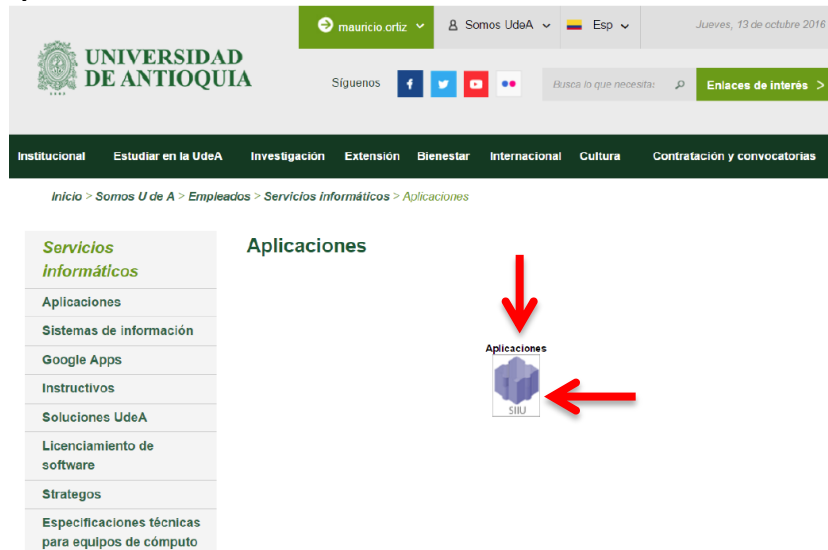 mauricio.ortiz
Somos UdeA
Esp
Jueves, 13 de octubre 2016
UNIVERSIDAD
DE ANTIOQUIA
Síguenos
Busca lo que necesitas
Enlaces de interés >
Institucional Estudiar en la UdeA Investigación Extensión Bienestar Internacional Cultura Contratación y convocatorias
Inicio > Somos U de A > Empleados > Servicios informáticos > Aplicaciones
Servicios
informáticos
Aplicaciones
Sistemas de información
Google Apps
Instructivos
Soluciones UdeA
Licenciamiento de
software
Strategos
Especificaciones técnicas
para equipos de cómputo
Aplicaciones
Aplicaciones
SIIU